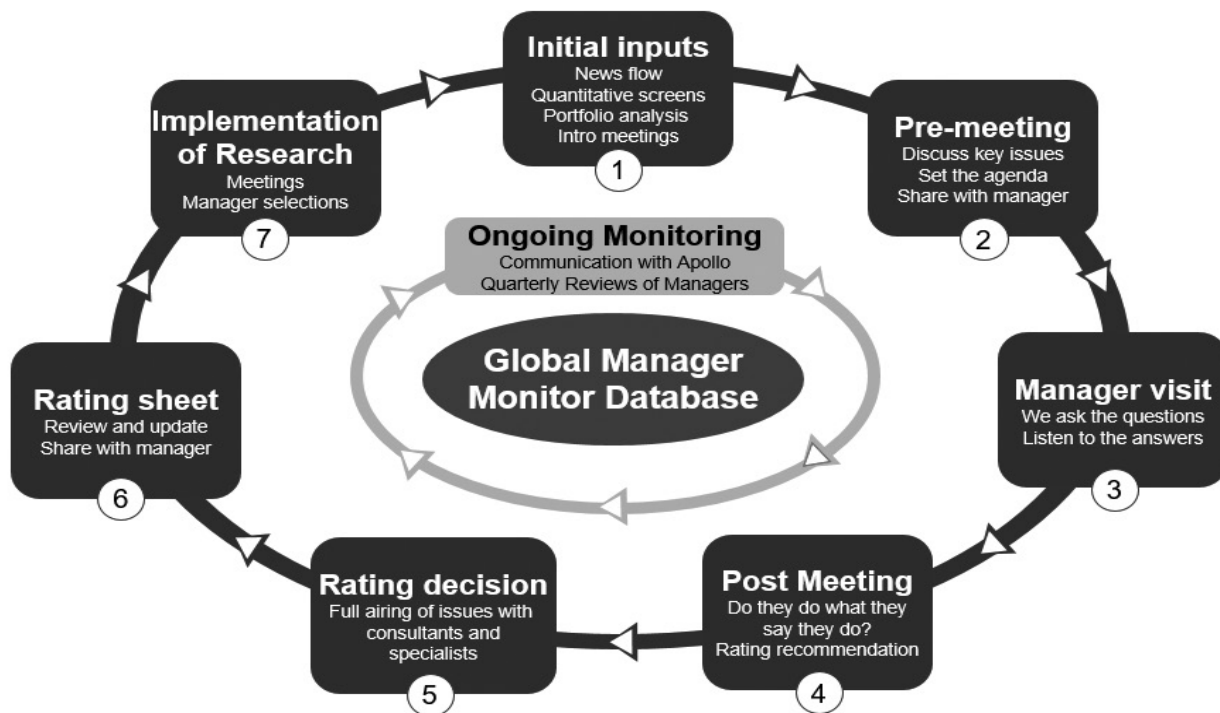 Initial inputs
News flow
Quantitative screens
Portfolio analysis
Intro meetings
1
Pre-meeting
Discuss key issues
Set the agenda
Share with manager
2
Manager visit
We ask the questions
Listen to the answers
3
Post Meeting
Do they do what they
say they do?
Rating recommendation
4
Rating decision
Full airing of issues with
consultants and
specialists
5
Rating sheet
Review and update
Share with manager
6
Implementation
of Research
Meetings
Manager selections
7
Ongoing Monitoring
Communication with Apollo
Quarterly Reviews of Managers
Global Manager
Monitor Database